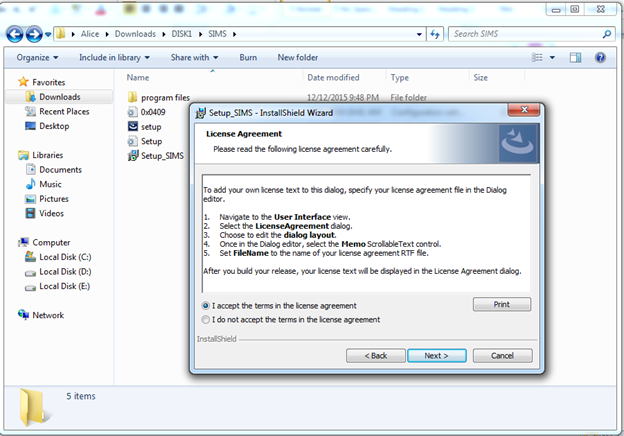 Alice ▸ Downloads ▸ DISK1 ▸ SIMS ▸
Search SIMS
Organize Include in library Share with Burn New folder
Name Date modified Type Size
Favorites
Downloads
Recent Places
Desktop
Libraries
Documents
Music
Pictures
Videos
Computer
Local Disk (C:)
Local Disk (D:)
Local Disk (E:)
Network
program files 12/12/2015 9:48 PM File folder
0x0409
setup
Setup
Setup_SIMS
Setup_SIMS - InstallShield Wizard
License Agreement
Please read the following license agreement carefully.
To add your own license text to this dialog, specify your license agreement file in the Dialog
editor.
1. Navigate to the User Interface view.
2. Select the LicenseAgreement dialog.
3. Choose to edit the dialog layout.
4. Once in the Dialog editor, select the Memo ScrollableText control.
5. Set FileName to the name of your license agreement RTF file.
After you build your release, your license text will be displayed in the License Agreement dialog.
I accept the terms in the license agreement
Print
I do not accept the terms in the license agreement
InstallShield
< Back Next > Cancel
5 items